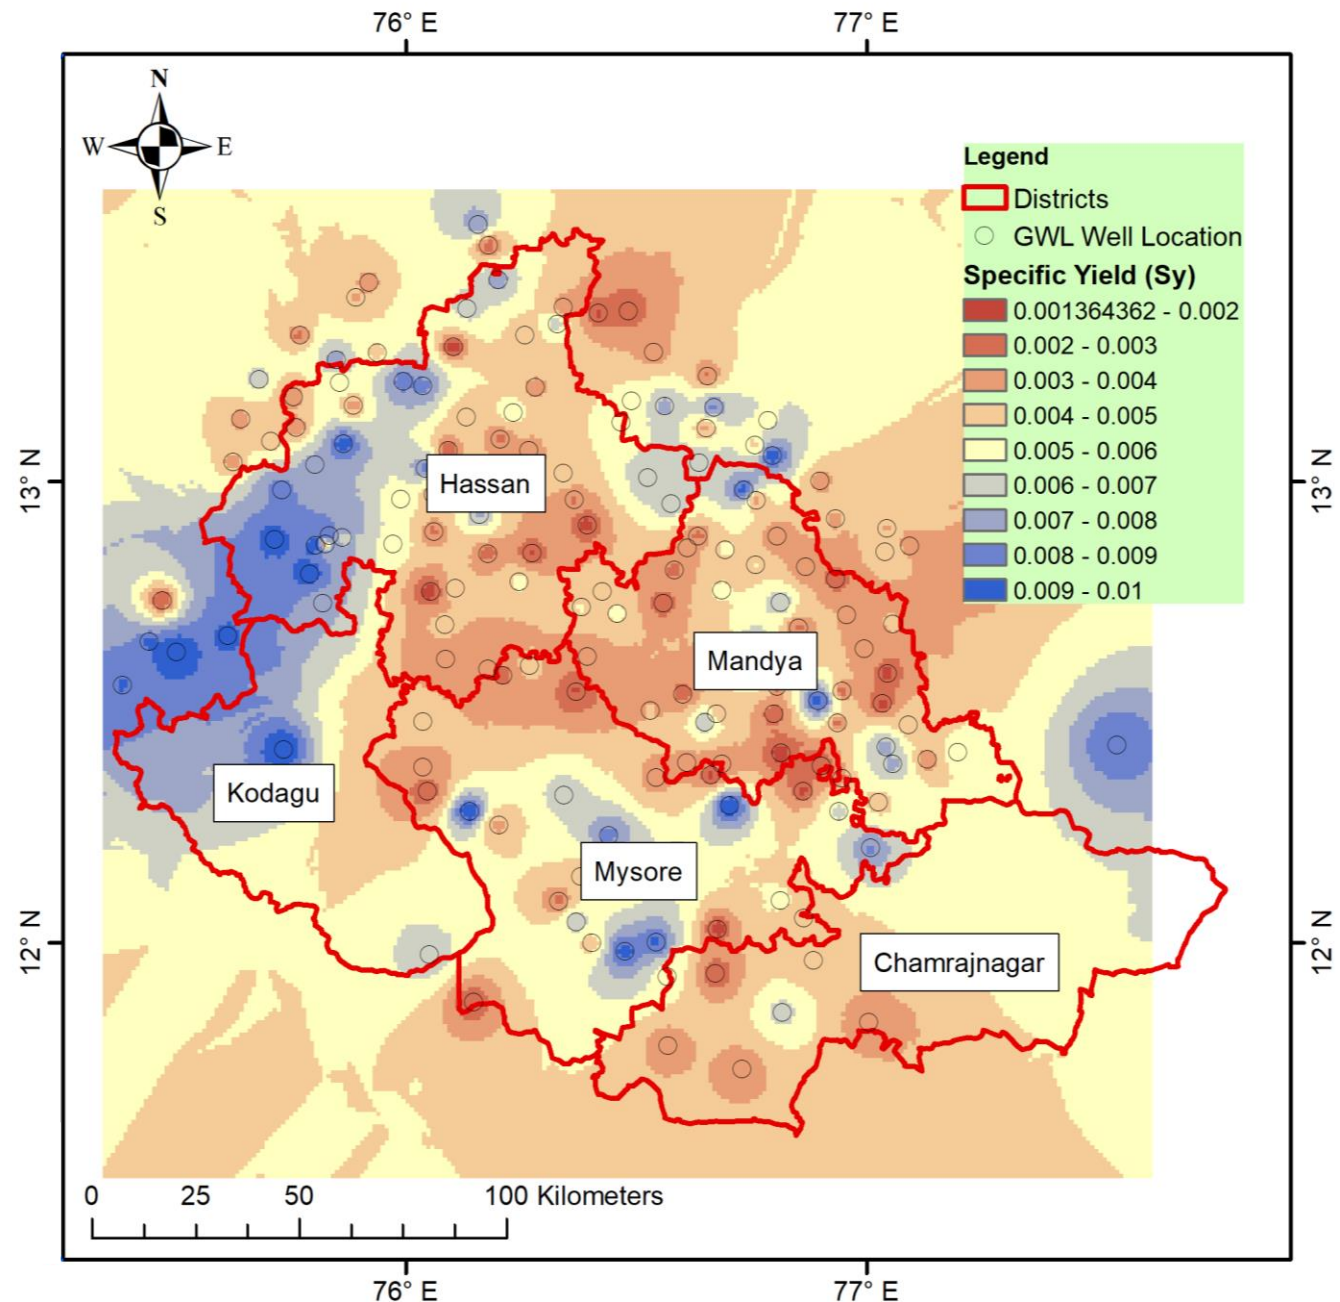 76° E
77° E
N
W
E
S
Legend
Districts
GWL Well Location
Specific Yield (Sy)
0.001364362 - 0.002
0.002 - 0.003
0.003 - 0.004
0.004 - 0.005
0.005 - 0.006
0.006 - 0.007
0.007 - 0.008
0.008 - 0.009
0.009 - 0.01
13° N
13° N
Hassan
Mandya
Kodagu
Mysore
12° N
12° N
Chamrajnagar
0 25 50 100 Kilometers
76° E
77° E